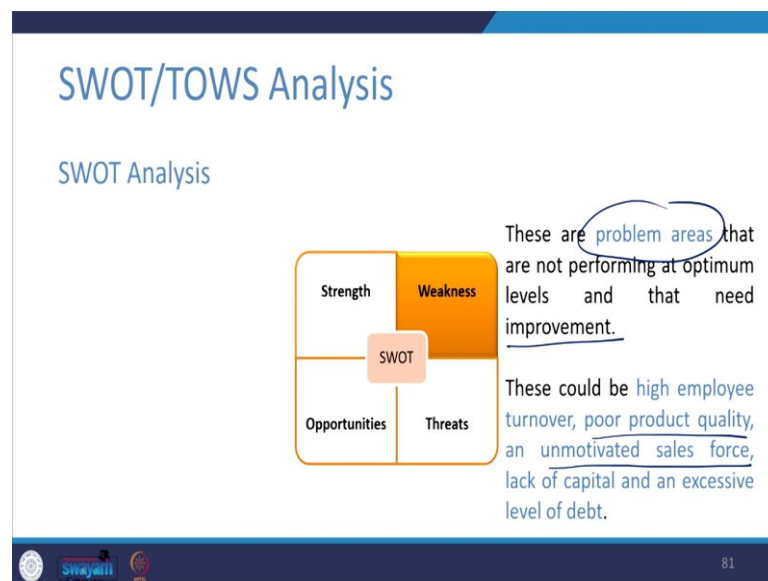 SWOT/TOWS Analysis
SWOT Analysis
Strength
Weakness
SWOT
Opportunities
Threats
These are problem areas that
are not performing at optimum
levels and that need
improvement.
These could be high employee
turnover, poor product quality,
an unmotivated sales force,
lack of capital and an excessive
level of debt.
swayam
81